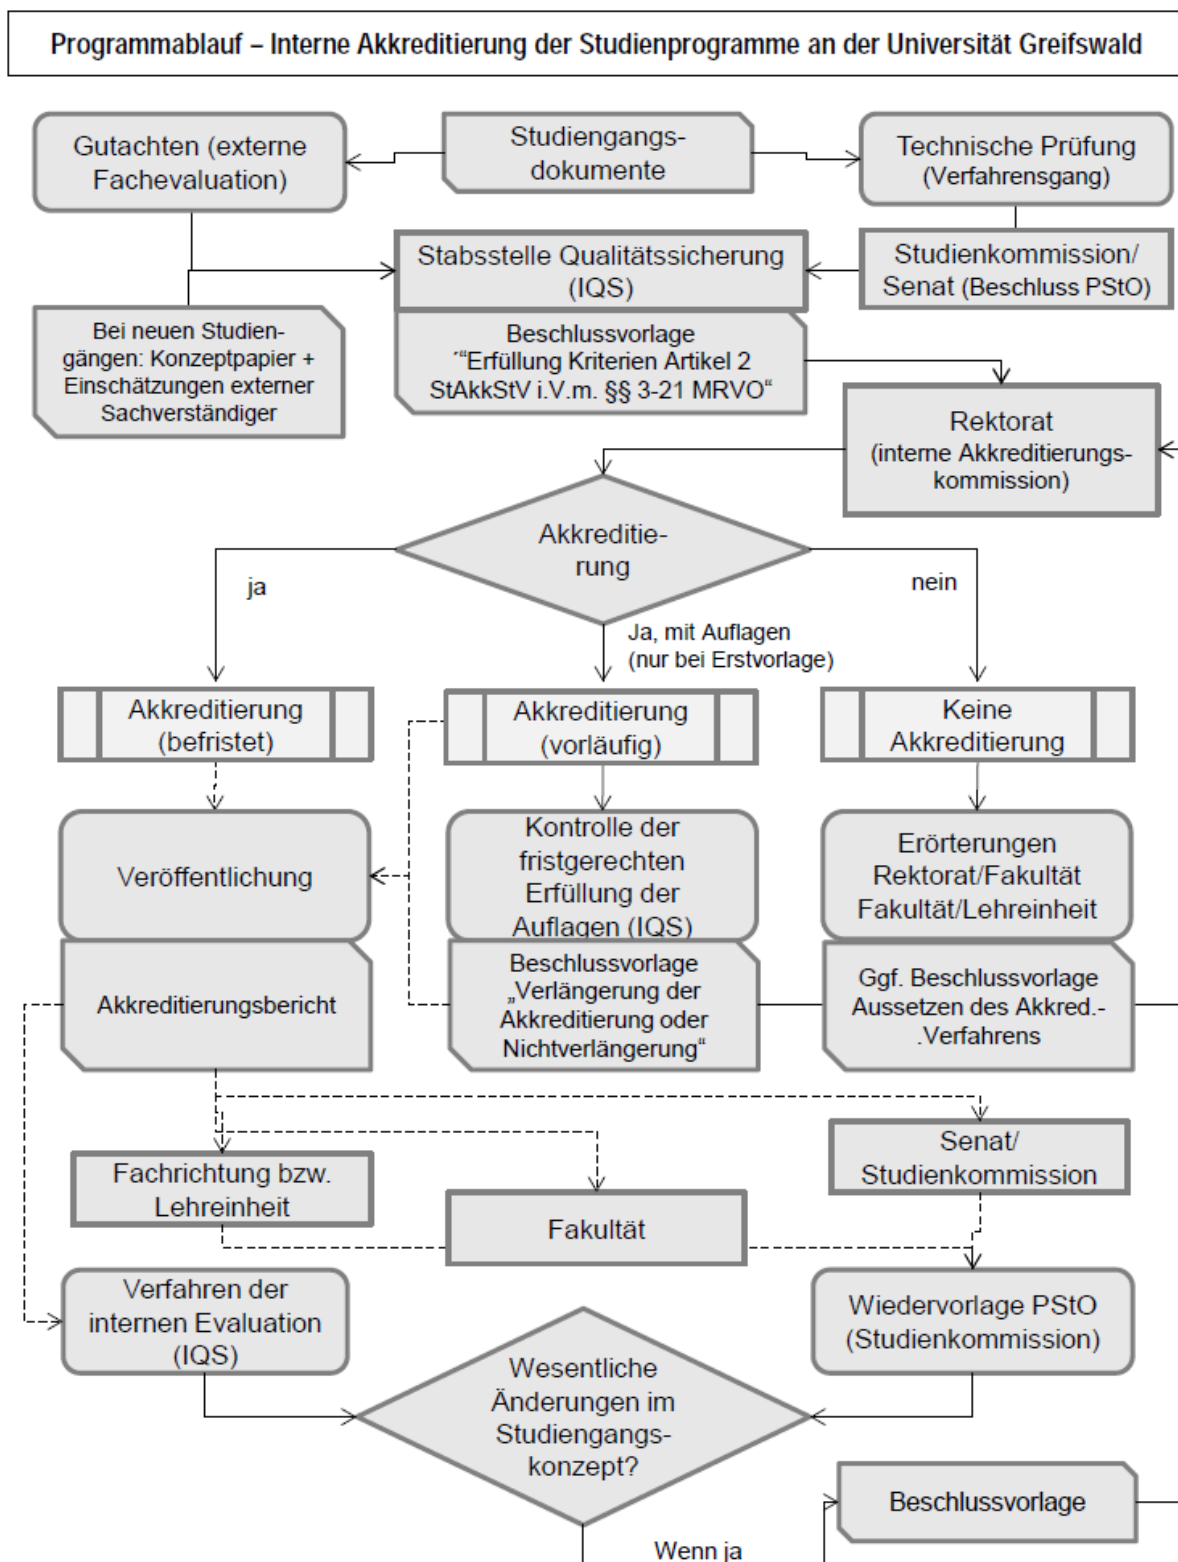 Programmablauf – Interne Akkreditierung der Studienprogramme an der Universität Greifswald
Gutachten (externe
Fachevaluation)
Studiengangs-
dokumente
Technische Prüfung
(Verfahrensgang)
Stabsstelle Qualitätssicherung
(IQS)
Studienkommission/
Senat (Beschluss PStO)
Bei neuen Studien-
gängen: Konzeptpapier +
Einschätzungen externer
Sachverständiger
Beschlussvorlage
´“Erfüllung Kriterien Artikel 2
StAkkStV i.V.m. §§ 3-21 MRVO“
Rektorat
(interne Akkreditierungs-
kommission)
Akkreditie-
rung
ja
nein
Ja, mit Auflagen
(nur bei Erstvorlage)
Akkreditierung
(befristet)
Akkreditierung
(vorläufig)
Keine
Akkreditierung
Veröffentlichung
Kontrolle der
fristgerechten
Erfüllung der
Auflagen (IQS)
Erörterungen
Rektorat/Fakultät
Fakultät/Lehreinheit
Akkreditierungsbericht
Beschlussvorlage
„Verlängerung der
Akkreditierung oder
Nichtverlängerung“
Ggf. Beschlussvorlage
Aussetzen des Akkred.-
.Verfahrens
Fachrichtung bzw.
Lehreinheit
Fakultät
Senat/
Studienkommission
Verfahren der
internen Evaluation
(IQS)
Wiedervorlage PStO
(Studienkommission)
Wesentliche
Änderungen im
Studiengangs-
konzept?
Beschlussvorlage
Wenn ja